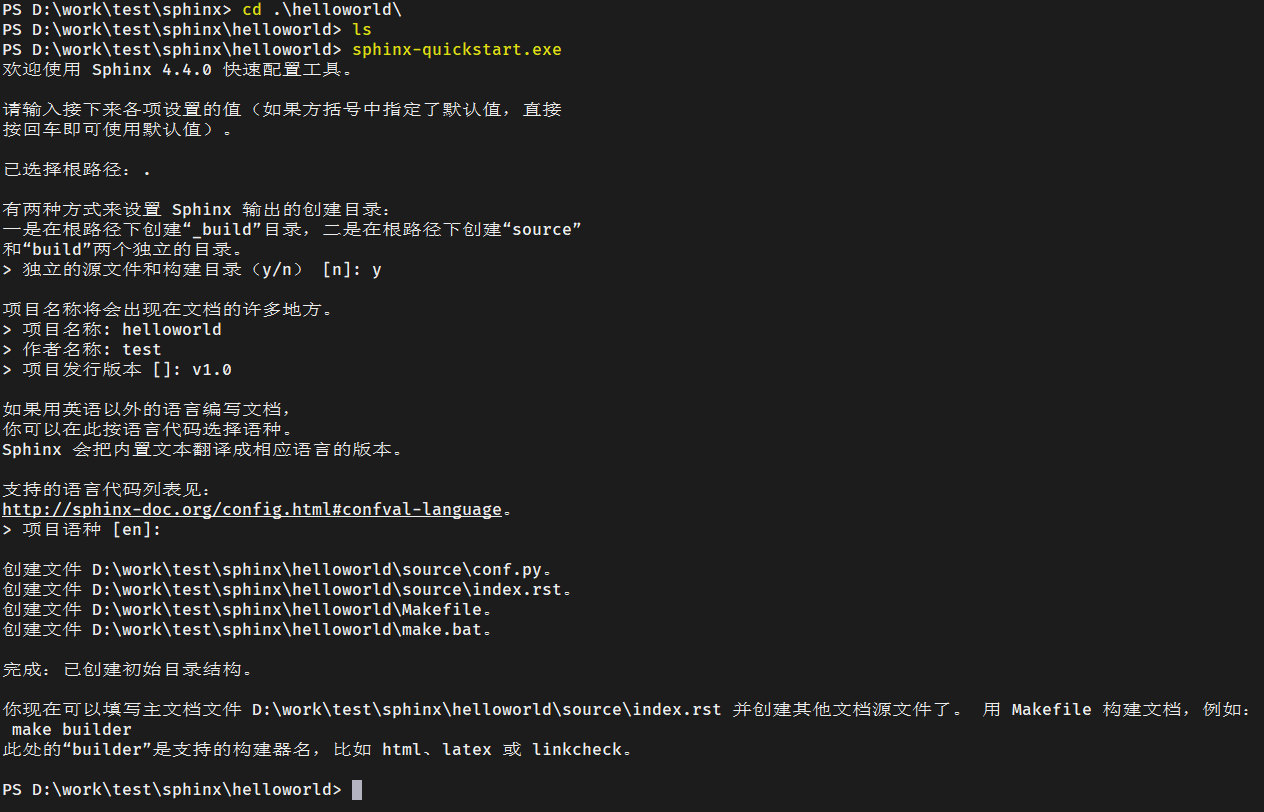 PS D:\work\test\sphinx> cd .\helloworld\
PS D:\work\test\sphinx\helloworld> ls
PS D:\work\test\sphinx\helloworld> sphinx-quickstart.exe
欢迎使用 Sphinx 4.4.0 快速配置工具。
请输入接下来各项设置的值（如果方括号中指定了默认值，直接
按回车即可使用默认值）。
已选择根路径：.
有两种方式来设置 Sphinx 输出的创建目录：
一是在根路径下创建“_build”目录，二是在根路径下创建“source”
和“build”两个独立的目录。
> 独立的源文件和构建目录（y/n） [n]: y
项目名称将会出现在文档的许多地方。
> 项目名称: helloworld
> 作者名称: test
> 项目发行版本 []: v1.0
如果用英语以外的语言编写文档，
你可以在此按语言代码选择语种。
Sphinx 会把内置文本翻译成相应语言的版本。
支持的语言代码列表见：
http://sphinx-doc.org/config.html#confval-language。
> 项目语种 [en]:
创建文件 D:\work\test\sphinx\helloworld\source\conf.py。
创建文件 D:\work\test\sphinx\helloworld\source\index.rst。
创建文件 D:\work\test\sphinx\helloworld\Makefile。
创建文件 D:\work\test\sphinx\helloworld\make.bat。
完成：已创建初始目录结构。
你现在可以填写主文档文件 D:\work\test\sphinx\helloworld\source\index.rst 并创建其他文档源文件了。 用 Makefile 构建文档，例如：
make builder
此处的“builder”是支持的构建器名，比如 html、latex 或 linkcheck。
PS D:\work\test\sphinx\helloworld>